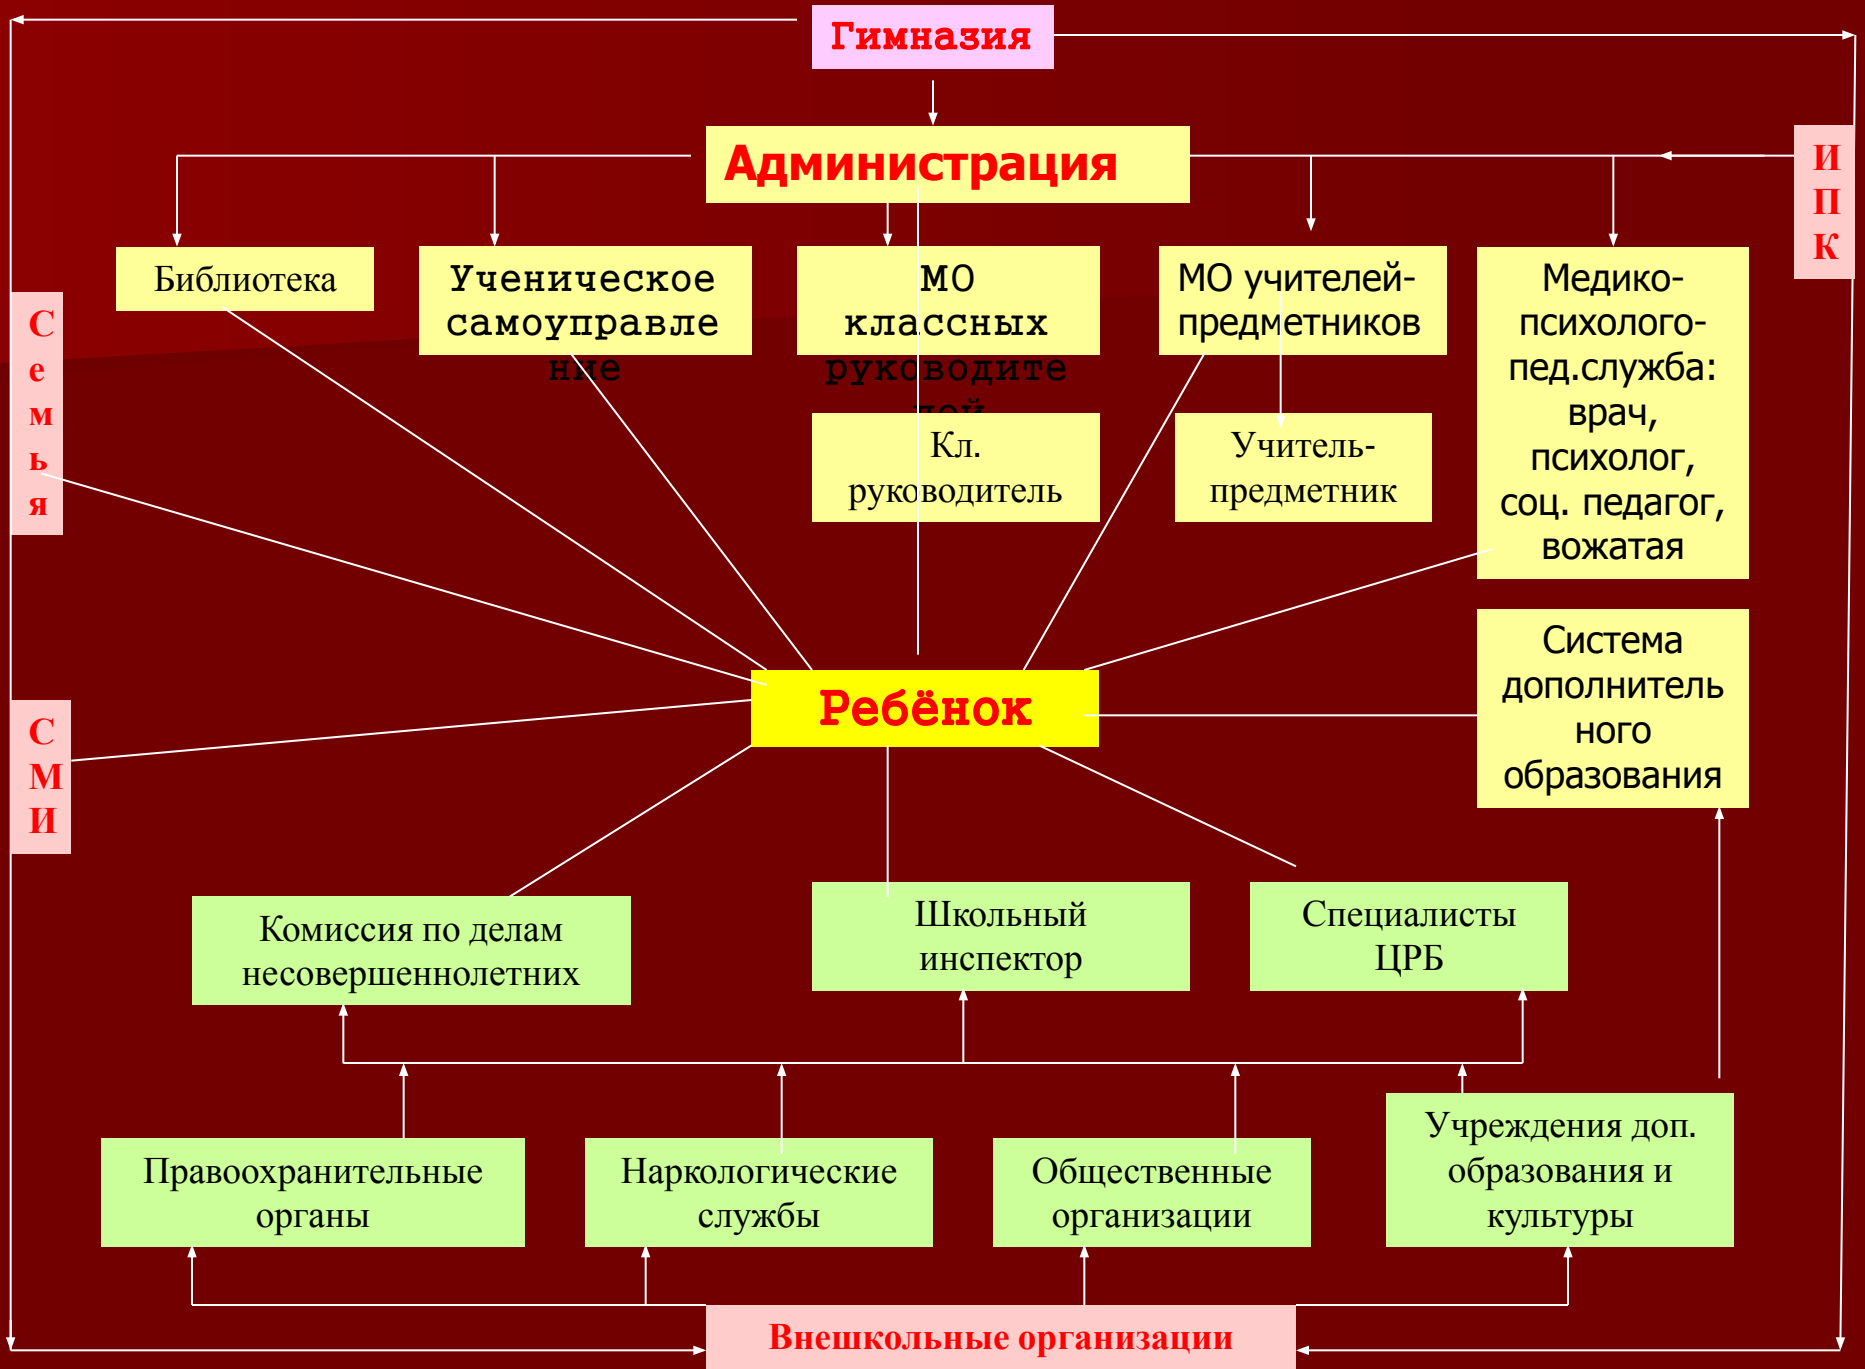 Гимназия
Администрация
И
П
К
Библиотека
Ученическое
самоуправле
ние
МО
классных
руководите
лей
МО учителей-
предметников
Медико-
психолого-
пед.служба:
врач,
психолог,
соц. педагог,
вожатая
С
е
м
ь
я
Кл.
руководитель
Учитель-
предметник
Система
дополнитель
ного
образования
Ребёнок
С
М
И
Комиссия по делам
несовершеннолетних
Школьный
инспектор
Специалисты
ЦРБ
Правоохранительные
органы
Наркологические
службы
Общественные
организации
Учреждения доп.
образования и
культуры
Внешкольные организации